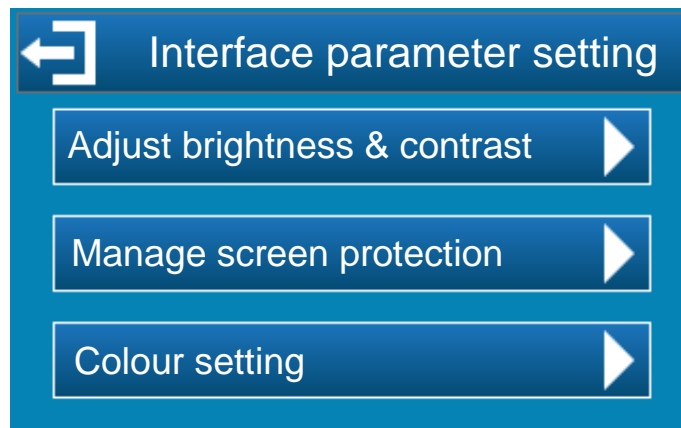 Interface parameter setting
Adjust brightness & contrast
Manage screen protection
Colour setting